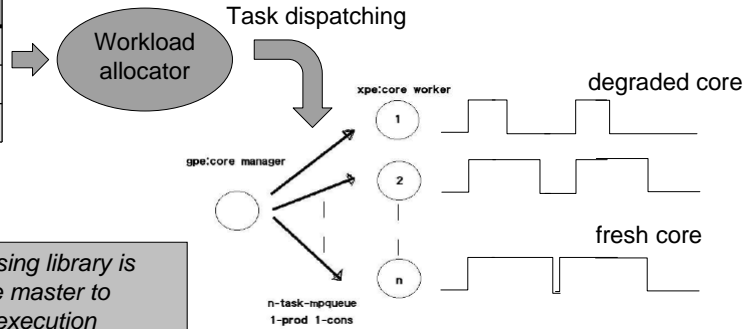 Task dispatching
Workload
allocator
xpe:core worker
degraded core
1
gpe:core manager
2
fresh core
n
sing library is
e master to
execution
n-task-mpqueue
1-prod 1-cons